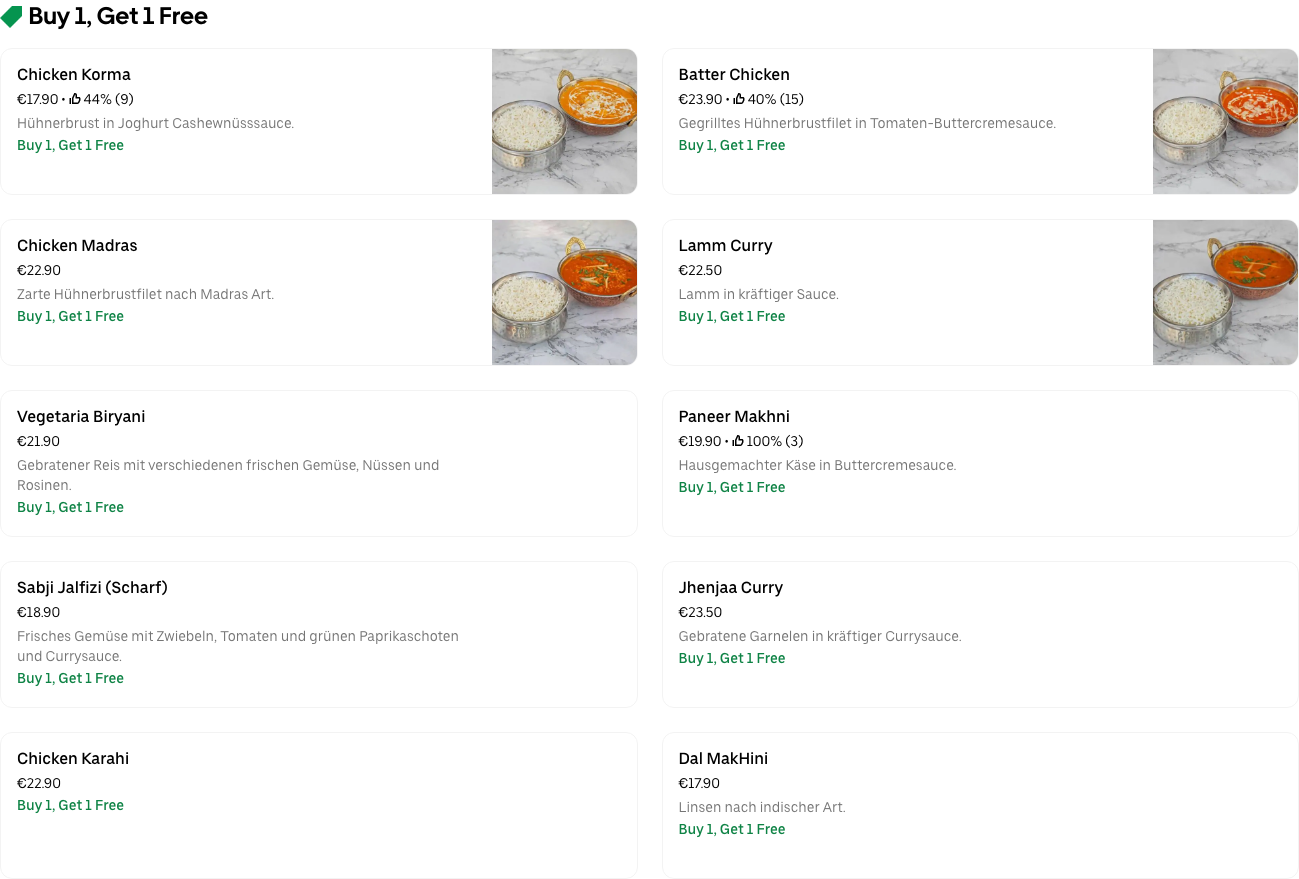 Buy 1, Get 1 Free
Chicken Korma
€17.90 • 44% (9)
Hühnerbrust in Joghurt Cashewnüsssauce.
Buy 1, Get 1 Free
Batter Chicken
€23.90 • 40% (15)
Gegrilltes Hühnerbrustfilet in Tomaten-Buttercremesauce.
Buy 1, Get 1 Free
Chicken Madras
€22.90
Zarte Hühnerbrustfilet nach Madras Art.
Buy 1, Get 1 Free
Lamm Curry
€22.50
Lamm in kräftiger Sauce.
Buy 1, Get 1 Free
Vegetaria Biryani
€21.90
Gebratener Reis mit verschiedenen frischen Gemüse, Nüssen und
Rosinen.
Buy 1, Get 1 Free
Paneer Makhni
€19.90 • 100% (3)
Hausgemachter Käse in Buttercremesauce.
Buy 1, Get 1 Free
Sabji Jalfizi (Scharf)
€18.90
Frisches Gemüse mit Zwiebeln, Tomaten und grünen Paprikaschoten
und Currysauce.
Buy 1, Get 1 Free
Jhenjaa Curry
€23.50
Gebratene Garnelen in kräftiger Currysauce.
Buy 1, Get 1 Free
Chicken Karahi
€22.90
Buy 1, Get 1 Free
Dal MakHini
€17.90
Linsen nach indischer Art.
Buy 1, Get 1 Free